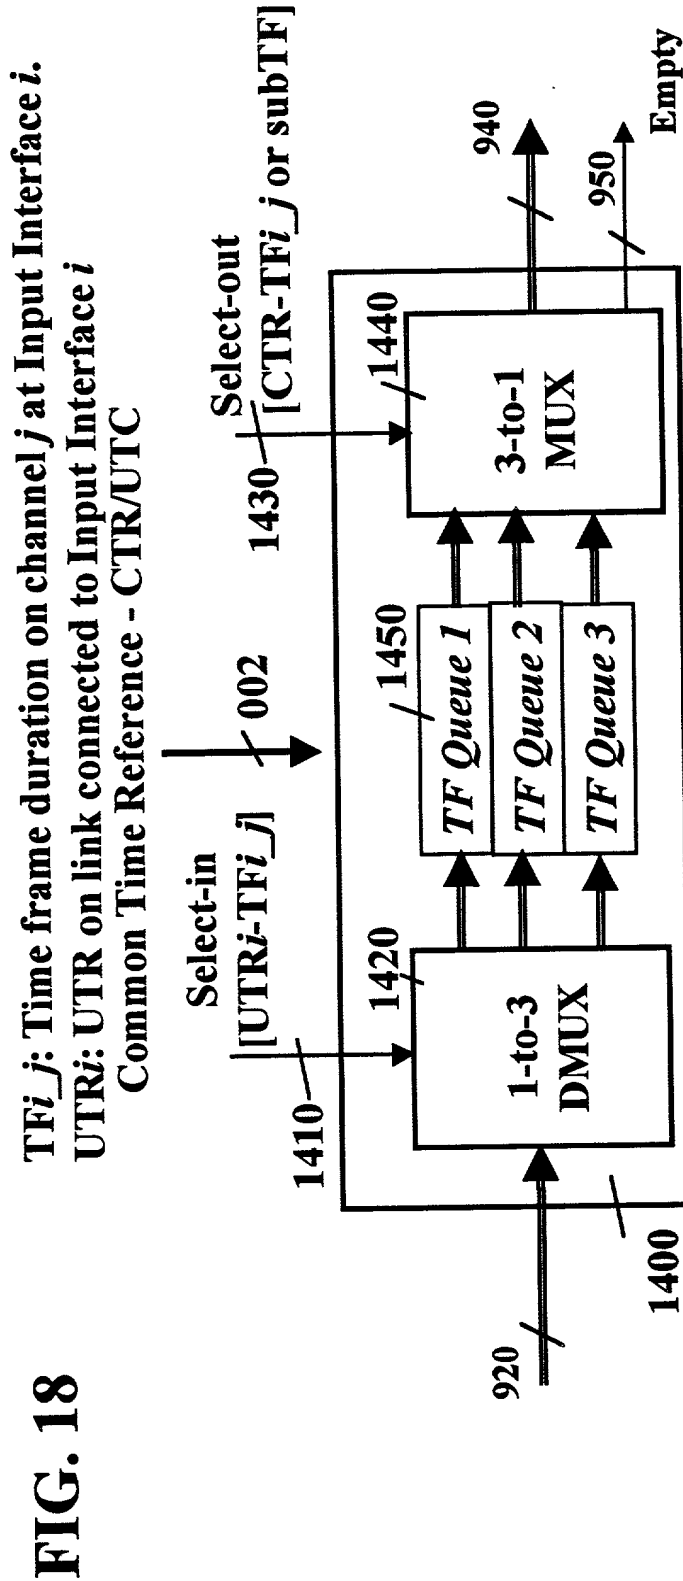 FIG. 18
TFi_j: Time frame duration on channel j at Input Interface i.
UTRi: UTR on link connected to Input Interface i
Common Time Reference - CTR/UTC
Select-in
[UTRi-TFi_j]
002
Select-out
[CTR-TFi_j or subTF]
1410
1430
1420
1450
1440
920
1-to-3
DMUX
TF Queue 1
TF Queue 2
TF Queue 3
3-to-1
MUX
940
950
Empty
1400